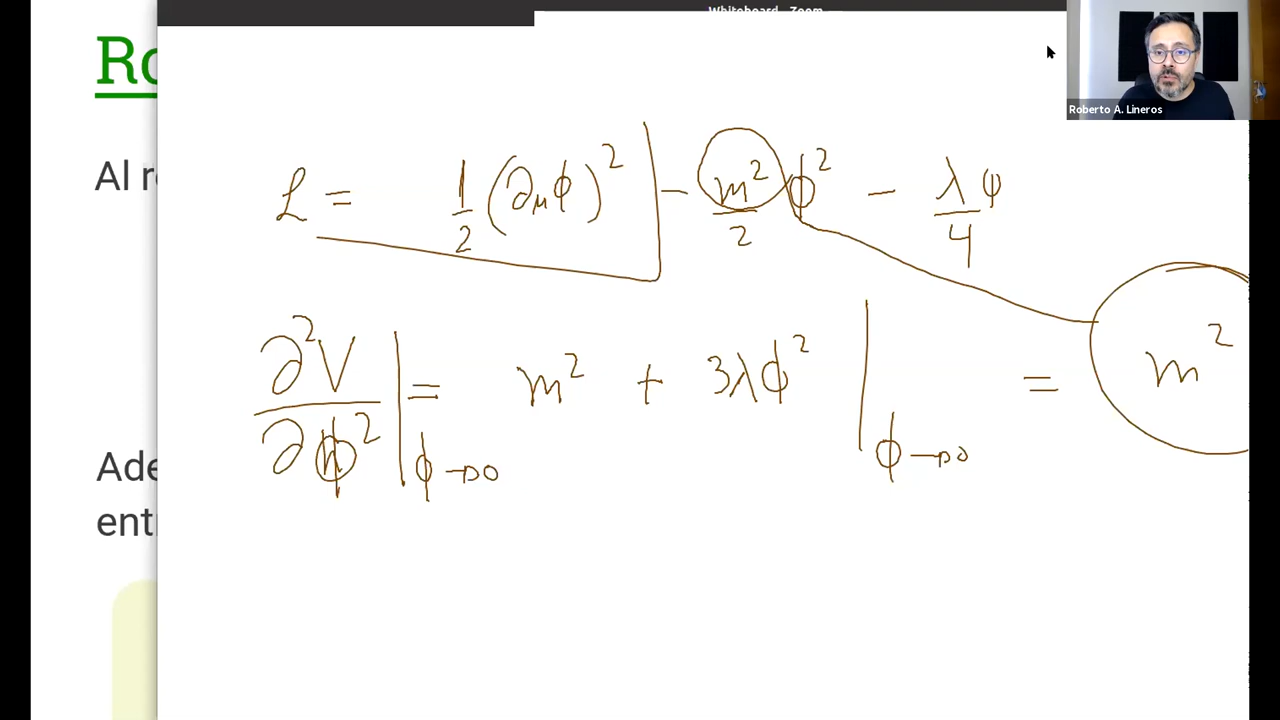 Whiteboard - Zoom
Ro
Roberto A. Lineros
Al r
ℒ = 1/2 (∂μϕ)² - m²/2 ϕ² - λ/4 φ
∂²V/∂ϕ² |ϕ→0 = m² + 3λϕ² |ϕ→0 = m²
Ade
ent